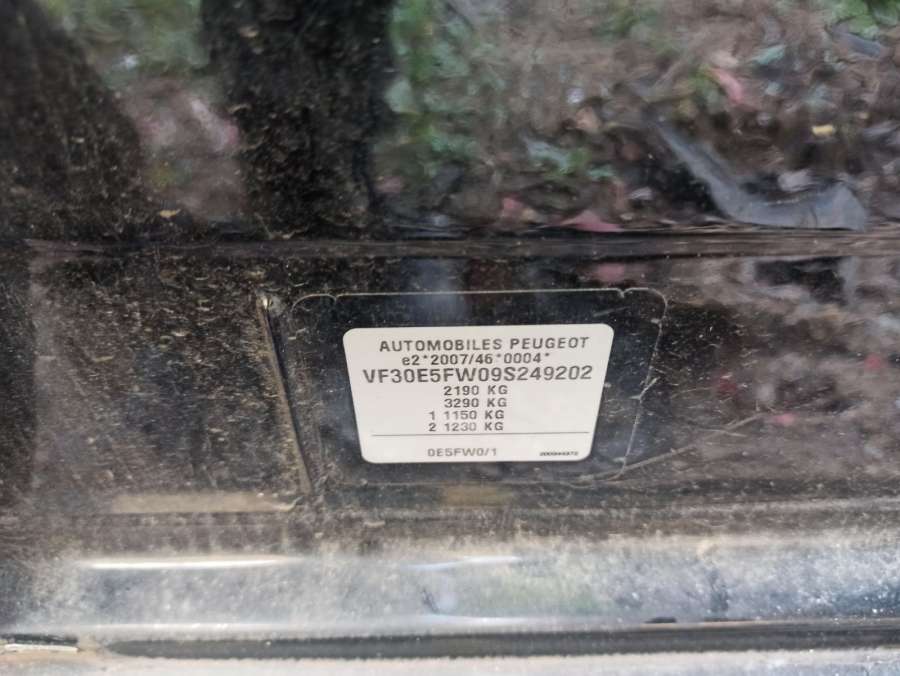 AUTOMOBILES PEUGEOT
e2*2007/46*0004*
VF30E5FW09S249202
2190 KG
3290 KG
1 1150 KG
2 1230 KG
0E5FW0/1